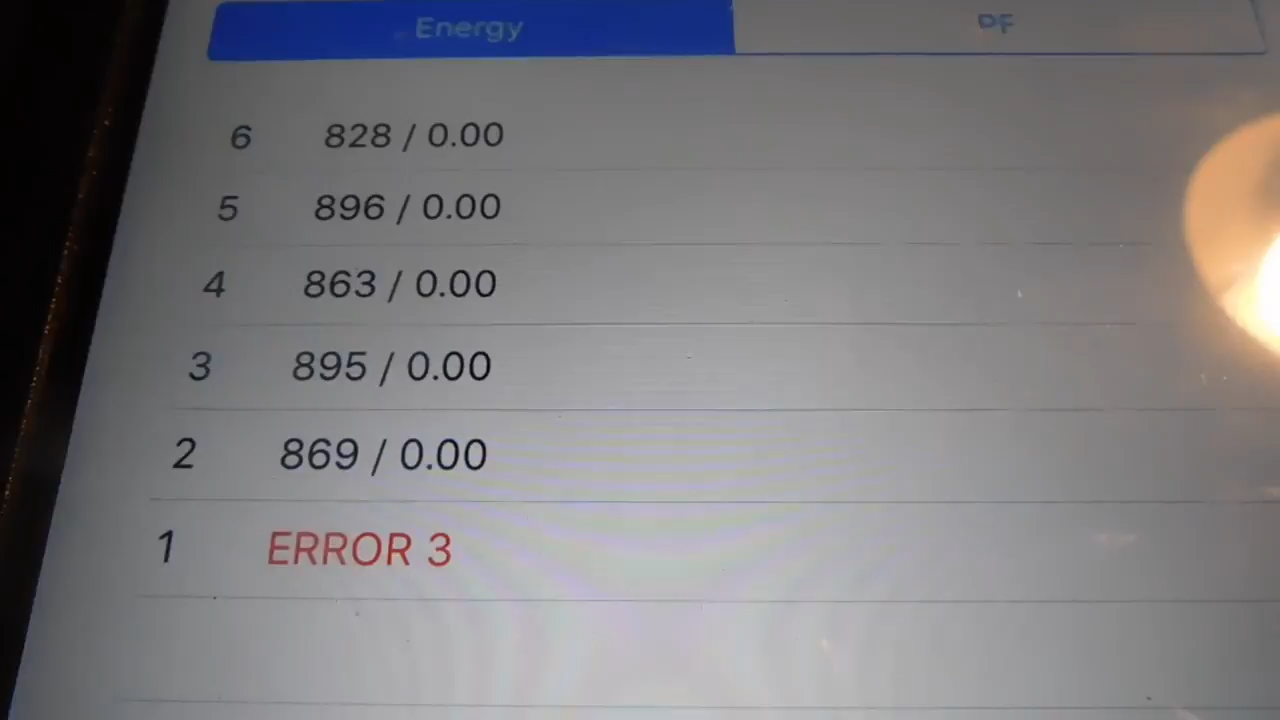 Energy PF
6 828 / 0.00
5 896 / 0.00
4 863 / 0.00
3 895 / 0.00
2 869 / 0.00
1 ERROR 3